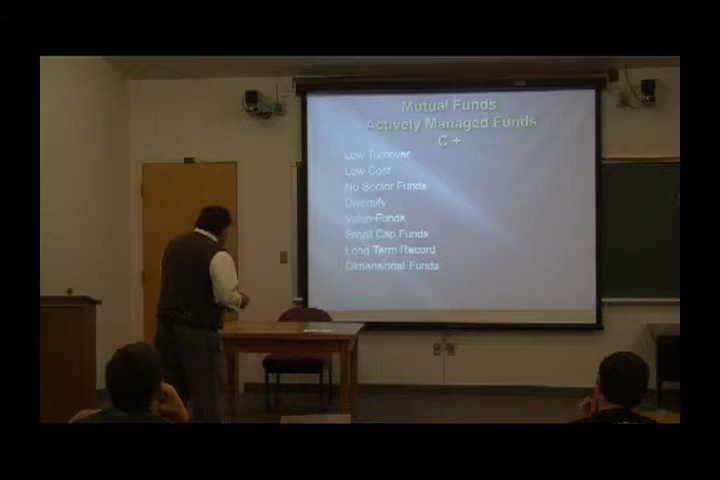 Mutual Funds
Actively Managed Funds
C +
Low Turnover
Low Cost
No Sector Funds
Diversify
Value Funds
Small Cap Funds
Long Term Record
Dimensional Funds